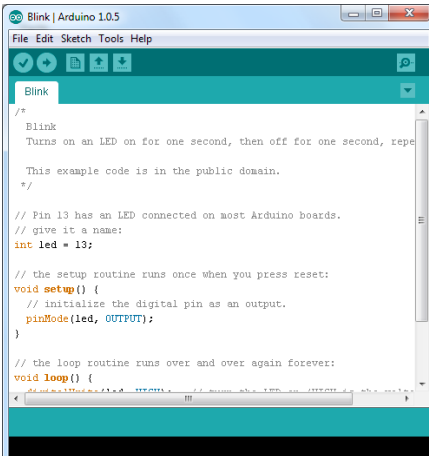 Blink | Arduino 1.0.5
File Edit Sketch Tools Help
Blink
/*
  Blink
  Turns on an LED on for one second, then off for one second, repe

  This example code is in the public domain.
 */

// Pin 13 has an LED connected on most Arduino boards.
// give it a name:
int led = 13;

// the setup routine runs once when you press reset:
void setup() {
  // initialize the digital pin as an output.
  pinMode(led, OUTPUT);
}

// the loop routine runs over and over again forever:
void loop() {